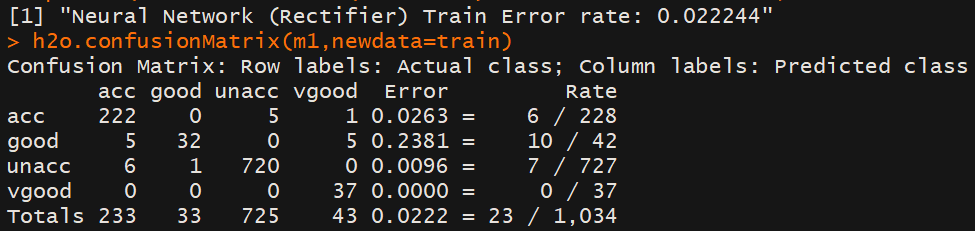 [1] "Neural Network (Rectifier) Train Error rate: 0.022244"
> h2o.confusionMatrix(m1,newdata=train)
Confusion Matrix: Row labels: Actual class; Column labels: Predicted class
acc good unacc vgood Error Rate
acc 222 0 5 1 0.0263 = 6 / 228
good 5 32 0 5 0.2381 = 10 / 42
unacc 6 1 720 0 0.0096 = 7 / 727
vgood 0 0 0 37 0.0000 = 0 / 37
Totals 233 33 725 43 0.0222 = 23 / 1,034